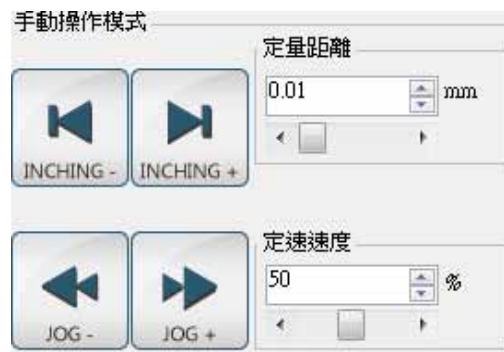 手動操作模式
定量距離
0.01 mm
INCHING - INCHING +
定速速度
50 %
JOG - JOG +